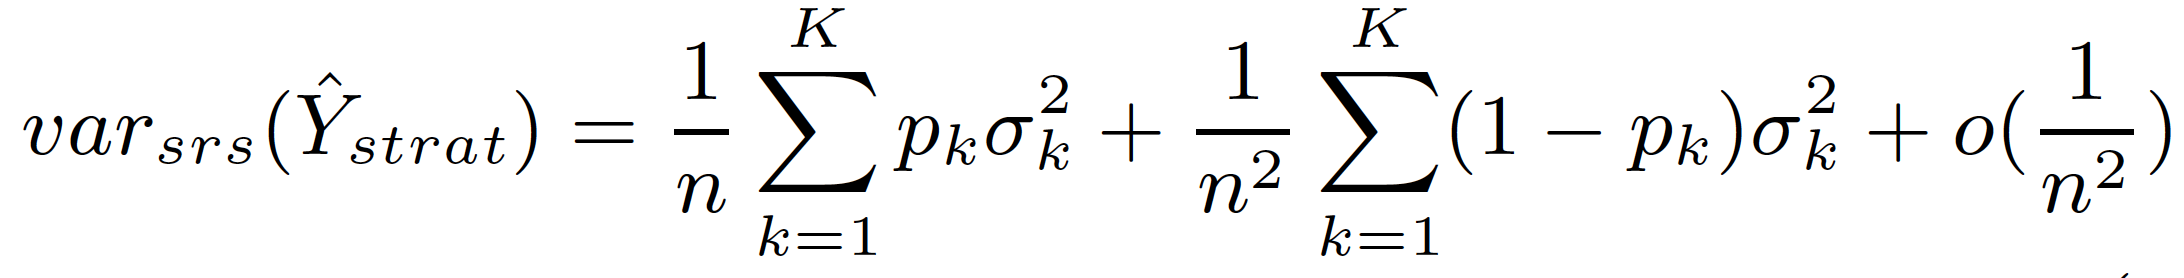 $var_{srs}(\hat{Y}_{strat}) = \frac{1}{n} \sum_{k=1}^{K} p_k \sigma_k^2 + \frac{1}{n^2} \sum_{k=1}^{K} (1 - p_k) \sigma_k^2 + o(\frac{1}{n^2})$